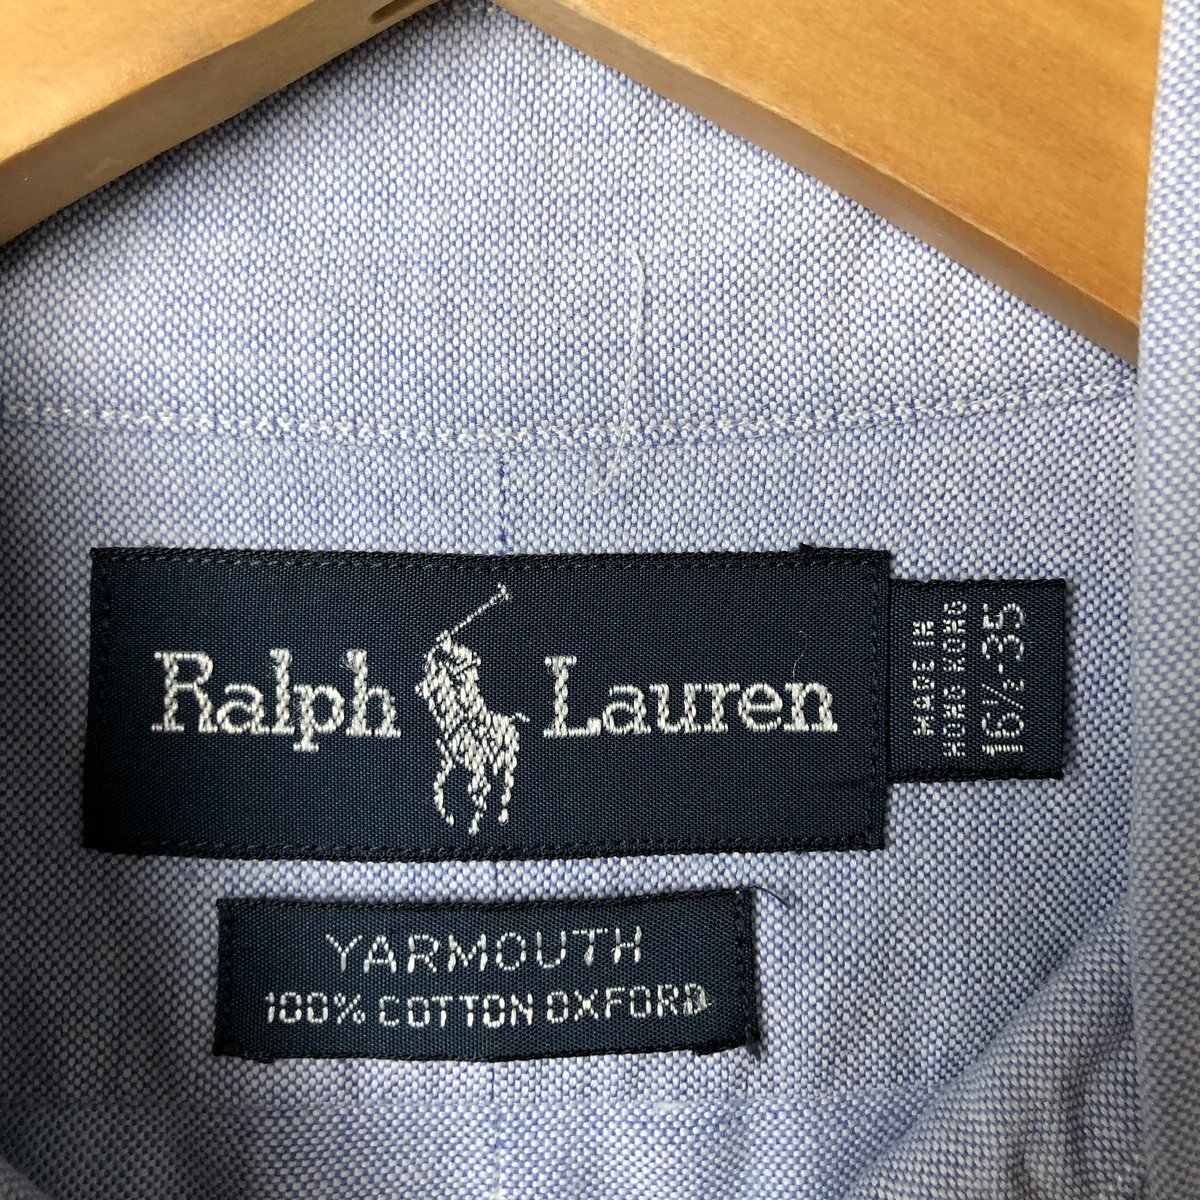 Ralph Lauren
MADE IN
HONG KONG
16½-35
YARMOUTH
100% COTTON OXFORD